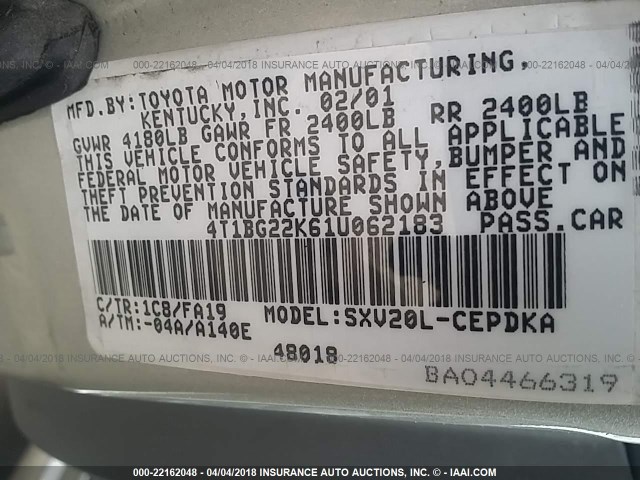 000-22162048 - 04/04/2018 INSURANCE AUTO AUCTIONS © - IAAI.COM
MFD.BY:TOYOTA MOTOR MANUFACTURING,
KENTUCKY,INC. 02/01
GVWR 4180LB GAWR FR 2400LB RR 2400LB
THIS VEHICLE CONFORMS TO ALL APPLICABLE
FEDERAL MOTOR VEHICLE SAFETY,BUMPER AND
THEFT PREVENTION STANDARDS IN EFFECT ON
THE DATE OF MANUFACTURE SHOWN ABOVE
4T1BG22K61U062183 PASS.CAR
C/TR:1C8/FA19 MODEL:SXV20L-CEPDKA
A/TM:-04A/A140E
48018
BA04466319
000-22162048 - 04/04/2018 INSURANCE AUTO AUCTIONS © - IAAI.COM